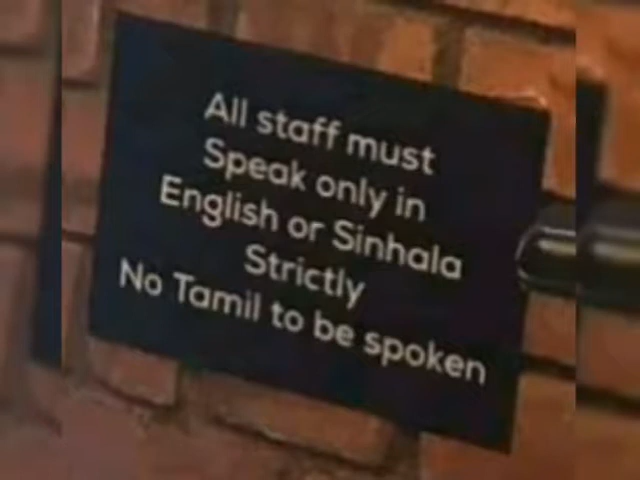 All staff must
Speak only in
English or Sinhala
Strictly
No Tamil to be spoken